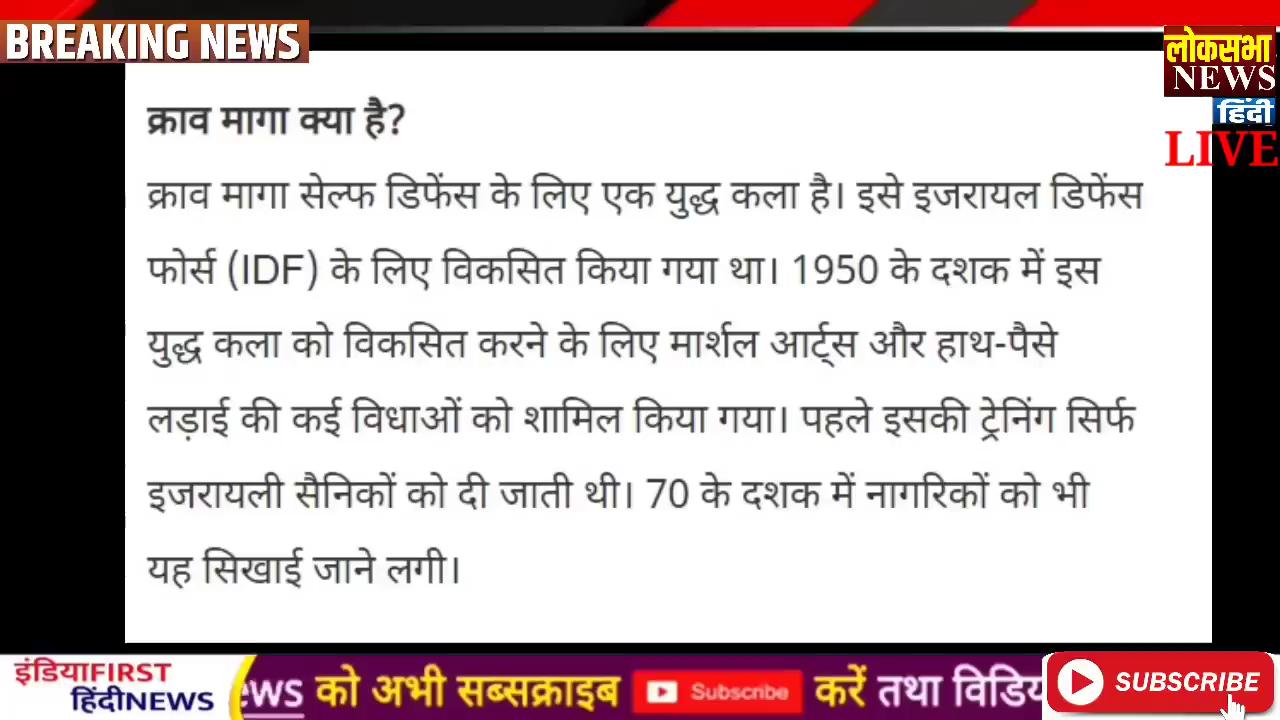 BREAKING NEWS
लोकसभा
NEWS
हिंदी
LIVE
क्राव मागा क्या है?
क्राव मागा सेल्फ डिफेंस के लिए एक युद्ध कला है। इसे इजरायल डिफेंस
फोर्स (IDF) के लिए विकसित किया गया था। 1950 के दशक में इस
युद्ध कला को विकसित करने के लिए मार्शल आर्ट्स और हाथ-पैसे
लड़ाई की कई विधाओं को शामिल किया गया। पहले इसकी ट्रेनिंग सिर्फ
इजरायली सैनिकों को दी जाती थी। 70 के दशक में नागरिकों को भी
यह सिखाई जाने लगी।
इंडियाFIRST
हिंदीNEWS
ews को अभी सब्सक्राइब Subscribe करें तथा विडिय
SUBSCRIBE